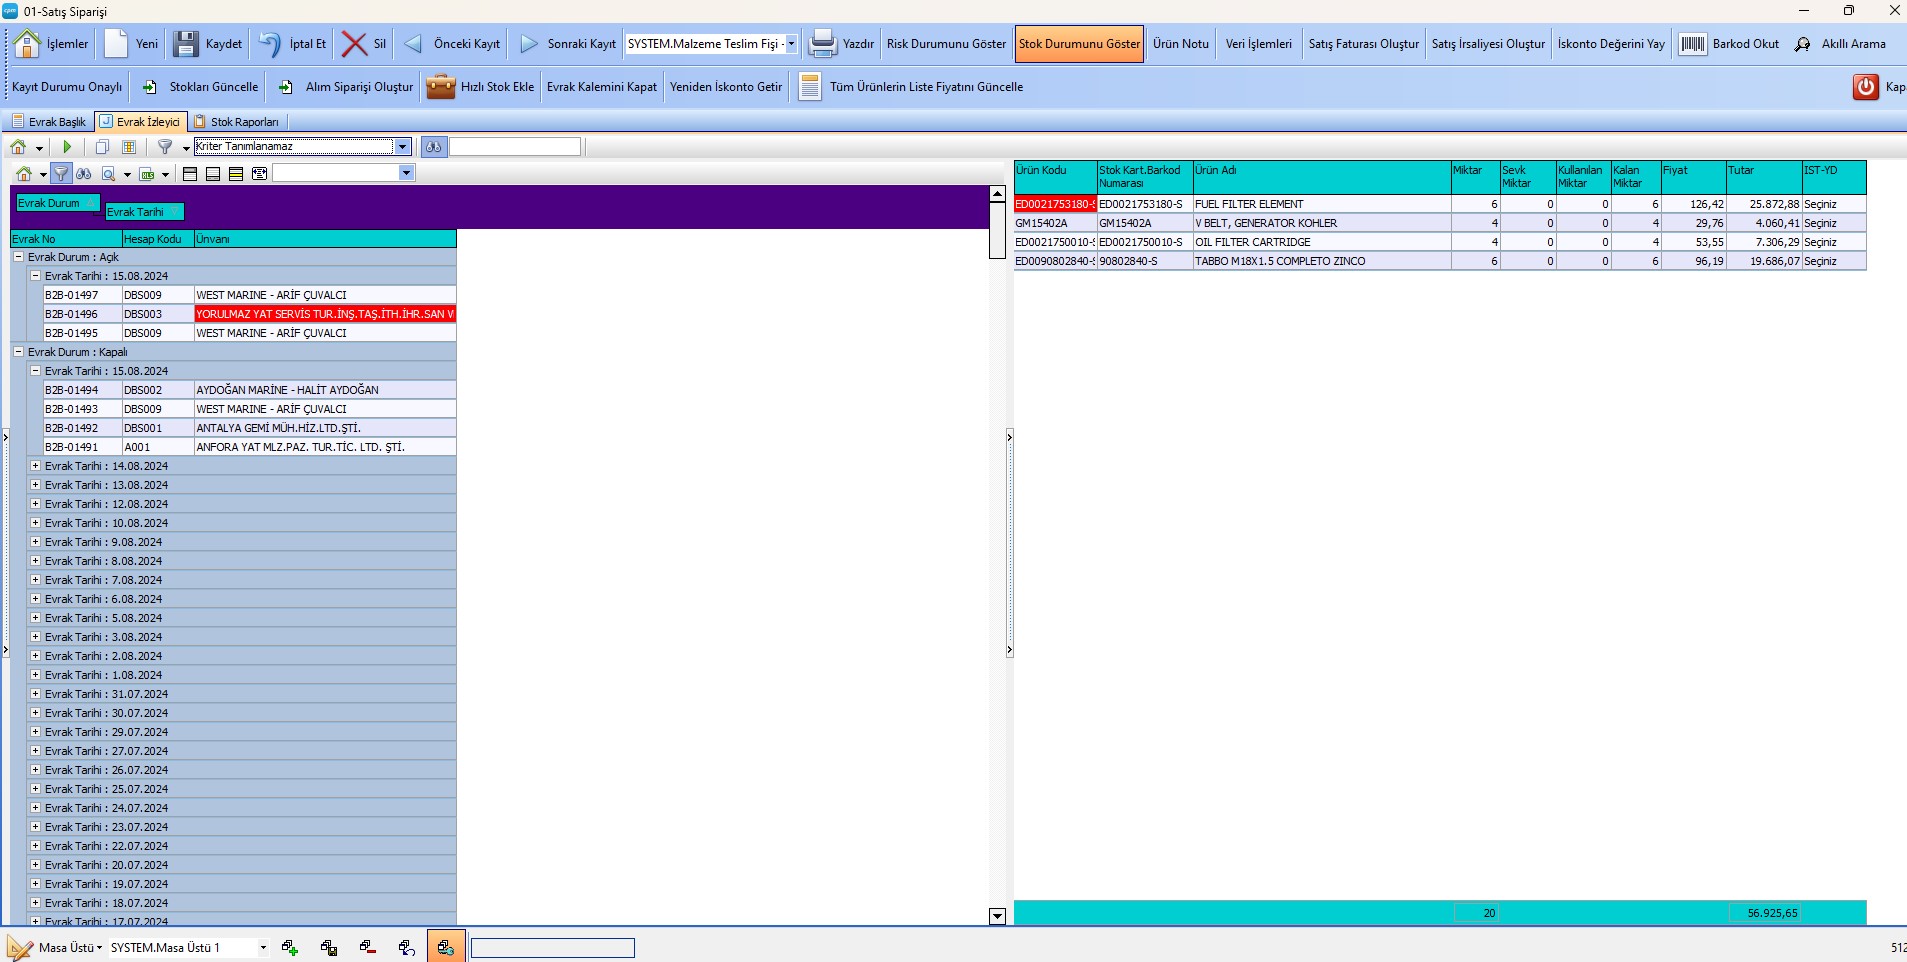 01-Satış Siparişi
İşlemler Yeni Kaydet İptal Et Sil Önceki Kayıt Sonraki Kayıt SYSTEM.Malzeme Teslim Fişi - Yazdır Risk Durumunu Göster Stok Durumunu Göster Ürün Notu Veri İşlemleri Satış Faturası Oluştur Satış İrsaliyesi Oluştur İskonto Değerini Yay Barkod Okut Akıllı Arama
Kayıt Durumu Onaylı Stokları Güncelle Alım Siparişi Oluştur Hızlı Stok Ekle Evrak Kalemini Kapat Yeniden İskonto Getir Tüm Ürünlerin Liste Fiyatını Güncelle Kap
Evrak Başlık Evrak İzleyici Stok Raporları
Kriter Tanımlanamaz
Evrak Durum
Evrak Tarihi
Evrak No Hesap Kodu Ünvanı
Evrak Durum : Açık
Evrak Tarihi : 15.08.2024
B2B-01497 DBS009 WEST MARINE - ARİF ÇUVALCI
B2B-01496 DBS003 YORULMAZ YAT SERVİS TUR.İNŞ.TAŞ.İTH.İHR.SAN V
B2B-01495 DBS009 WEST MARINE - ARİF ÇUVALCI
Evrak Durum : Kapalı
Evrak Tarihi : 15.08.2024
B2B-01494 DBS002 AYDOĞAN MARİNE - HALİT AYDOĞAN
B2B-01493 DBS009 WEST MARINE - ARİF ÇUVALCI
B2B-01492 DBS001 ANTALYA GEMİ MÜH.HİZ.LTD.ŞTİ.
B2B-01491 A001 ANFORA YAT MLZ.PAZ. TUR.TİC. LTD. ŞTİ.
Evrak Tarihi : 14.08.2024
Evrak Tarihi : 13.08.2024
Evrak Tarihi : 12.08.2024
Evrak Tarihi : 10.08.2024
Evrak Tarihi : 9.08.2024
Evrak Tarihi : 8.08.2024
Evrak Tarihi : 7.08.2024
Evrak Tarihi : 6.08.2024
Evrak Tarihi : 5.08.2024
Evrak Tarihi : 3.08.2024
Evrak Tarihi : 2.08.2024
Evrak Tarihi : 1.08.2024
Evrak Tarihi : 31.07.2024
Evrak Tarihi : 30.07.2024
Evrak Tarihi : 29.07.2024
Evrak Tarihi : 27.07.2024
Evrak Tarihi : 26.07.2024
Evrak Tarihi : 25.07.2024
Evrak Tarihi : 24.07.2024
Evrak Tarihi : 23.07.2024
Evrak Tarihi : 22.07.2024
Evrak Tarihi : 20.07.2024
Evrak Tarihi : 19.07.2024
Evrak Tarihi : 18.07.2024
Evrak Tarihi : 17.07.2024
Ürün Kodu Stok Kart.Barkod Ürün Adı Miktar Sevk Kullanılan Kalan Fiyat Tutar IST-YD
Numarası Miktar Miktar Miktar
ED0021753180-S ED0021753180-S FUEL FILTER ELEMENT 6 0 0 6 126,42 25.872,88 Seçiniz
GM15402A GM15402A V BELT, GENERATOR KOHLER 4 0 0 4 29,76 4.060,41 Seçiniz
ED0021750010-S ED0021750010-S OIL FILTER CARTRIDGE 4 0 0 4 53,55 7.306,29 Seçiniz
ED0090802840-S 90802840-S TABBO M18X1.5 COMPLETO ZINCO 6 0 0 6 96,19 19.686,07 Seçiniz
20 56.925,65
Masa Üstü SYSTEM.Masa Üstü 1 512